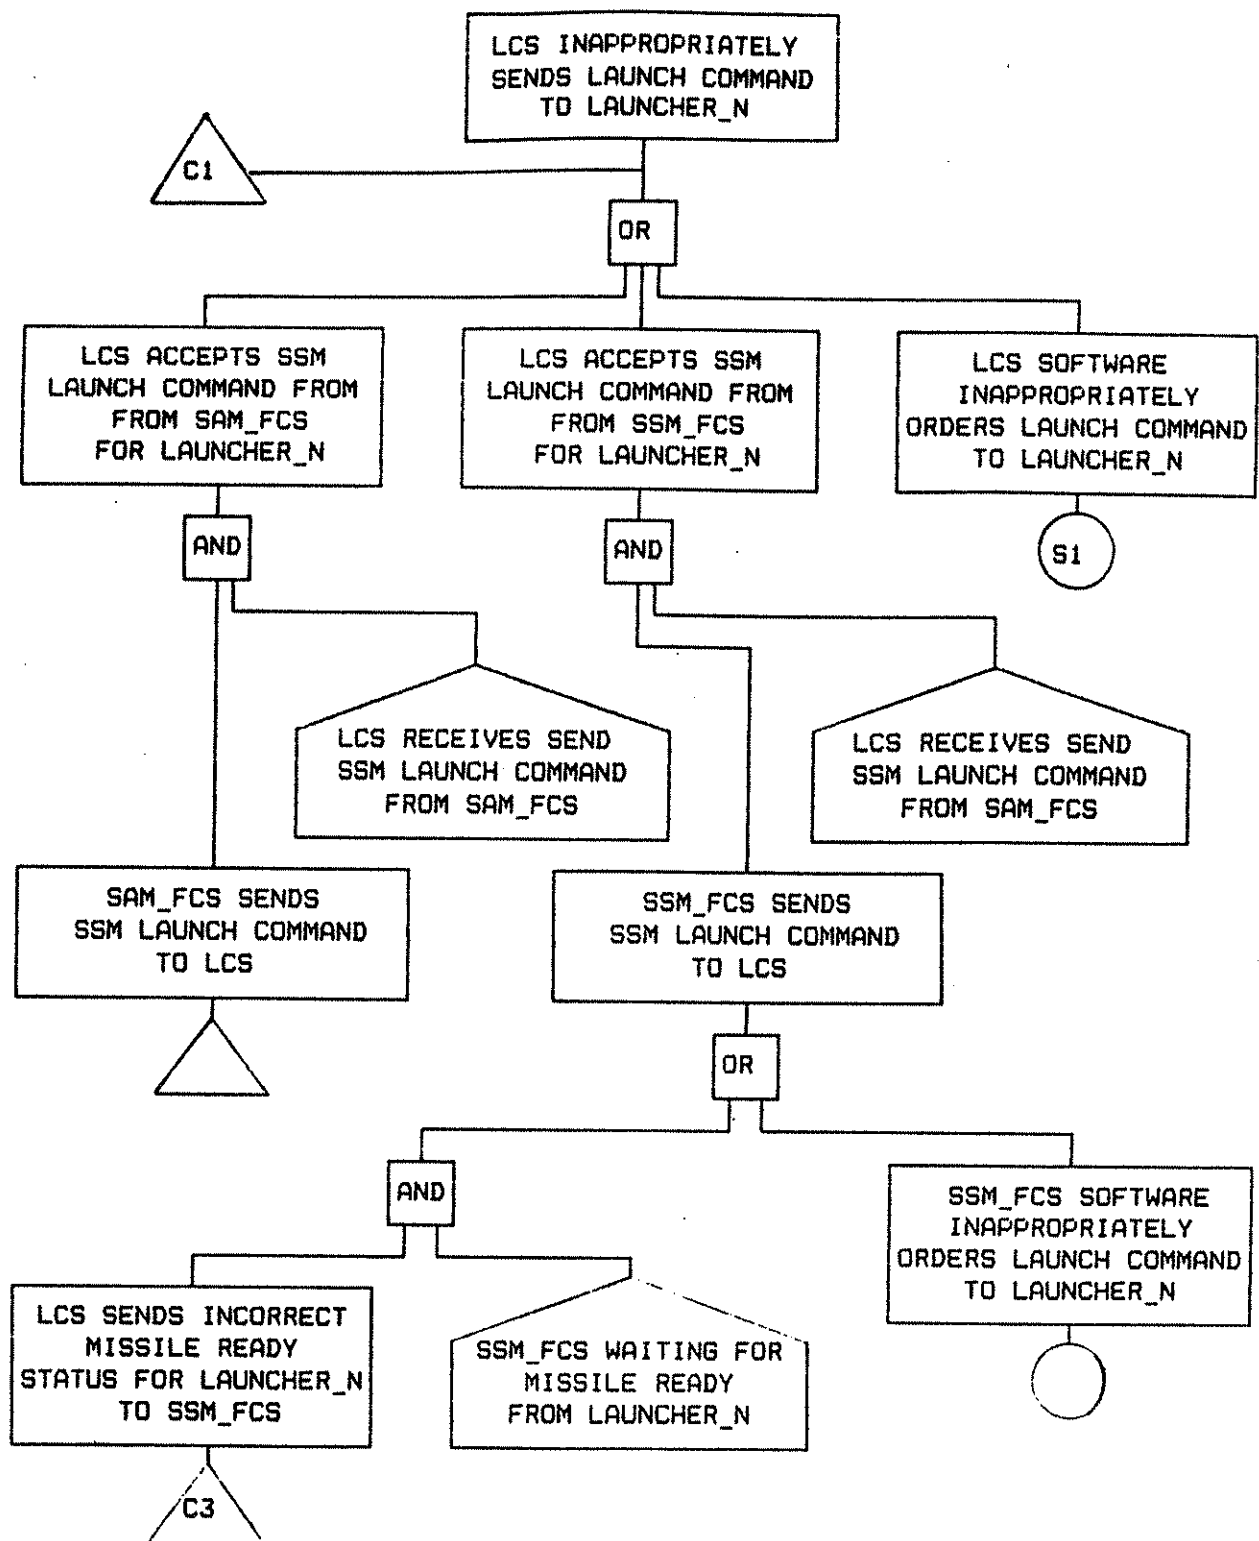 LCS INAPPROPRIATELY
SENDS LAUNCH COMMAND
TO LAUNCHER_N
C1
OR
LCS ACCEPTS SSM
LAUNCH COMMAND FROM
FROM SAM_FCS
FOR LAUNCHER_N
LCS ACCEPTS SSM
LAUNCH COMMAND FROM
FROM SSM_FCS
FOR LAUNCHER_N
LCS SOFTWARE
INAPPROPRIATELY
ORDERS LAUNCH COMMAND
TO LAUNCHER_N
AND
AND
S1
LCS RECEIVES SEND
SSM LAUNCH COMMAND
FROM SAM_FCS
LCS RECEIVES SEND
SSM LAUNCH COMMAND
FROM SAM_FCS
SAM_FCS SENDS
SSM LAUNCH COMMAND
TO LCS
SSM_FCS SENDS
SSM LAUNCH COMMAND
TO LCS
OR
AND
SSM_FCS SOFTWARE
INAPPROPRIATELY
ORDERS LAUNCH COMMAND
TO LAUNCHER_N
LCS SENDS INCORRECT
MISSILE READY
STATUS FOR LAUNCHER_N
TO SSM_FCS
SSM_FCS WAITING FOR
MISSILE READY
FROM LAUNCHER_N
C3